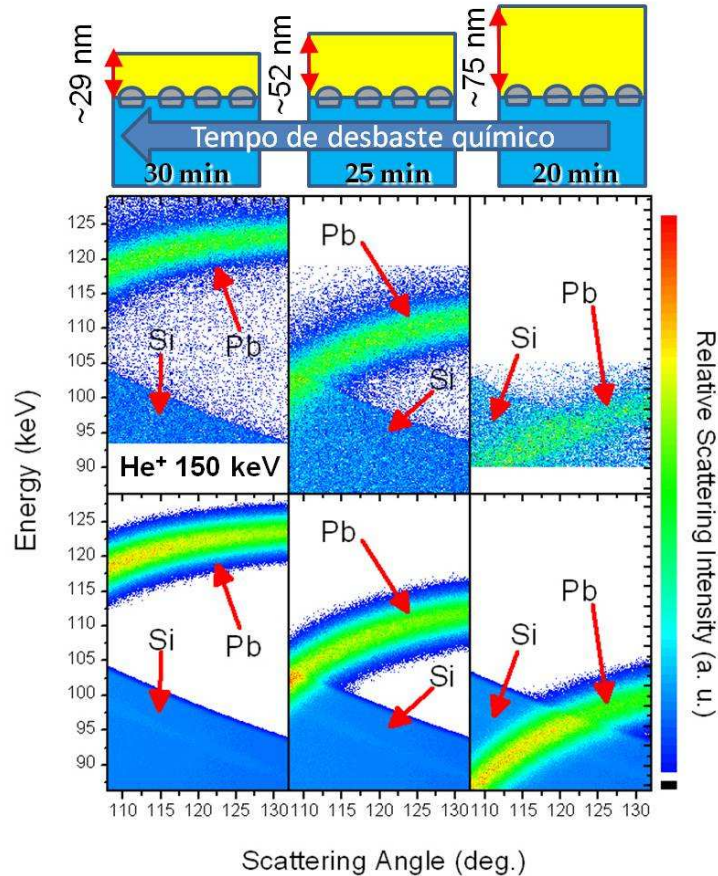 ~29 nm
~52 nm
~75 nm
Tempo de desbaste químico
30 min
25 min
20 min
125
120
115
110
105
100
95
90
Pb
Si
He+ 150 keV
Pb
Si
Pb
Si
125
120
115
110
105
100
95
90
Pb
Si
Pb
Si
Pb
Si
110 115 120 125 130
110 115 120 125 130
110 115 120 125 130
Energy (keV)
Scattering Angle (deg.)
Relative Scattering Intensity (a. u.)